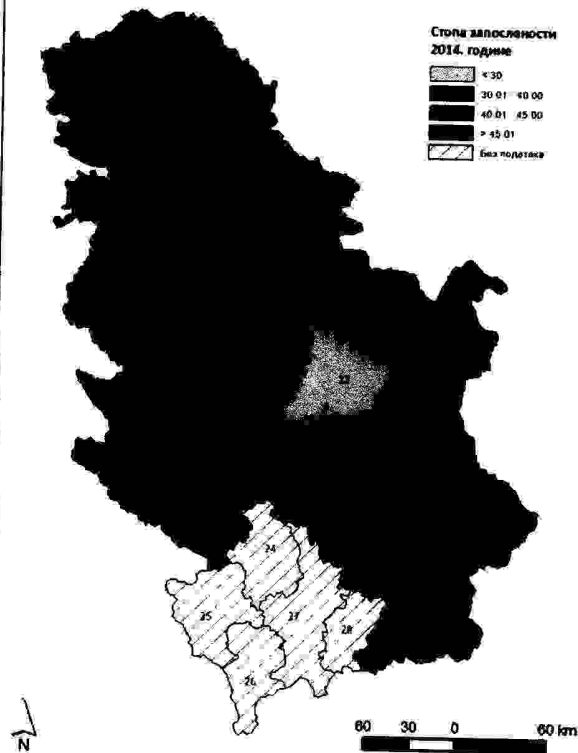 Стопа запослености
2014. године
< 30
30.01 40.00
40.01 45.00
> 45.01
Без података
24
25
27
28
26
N
60 30 0 60 km